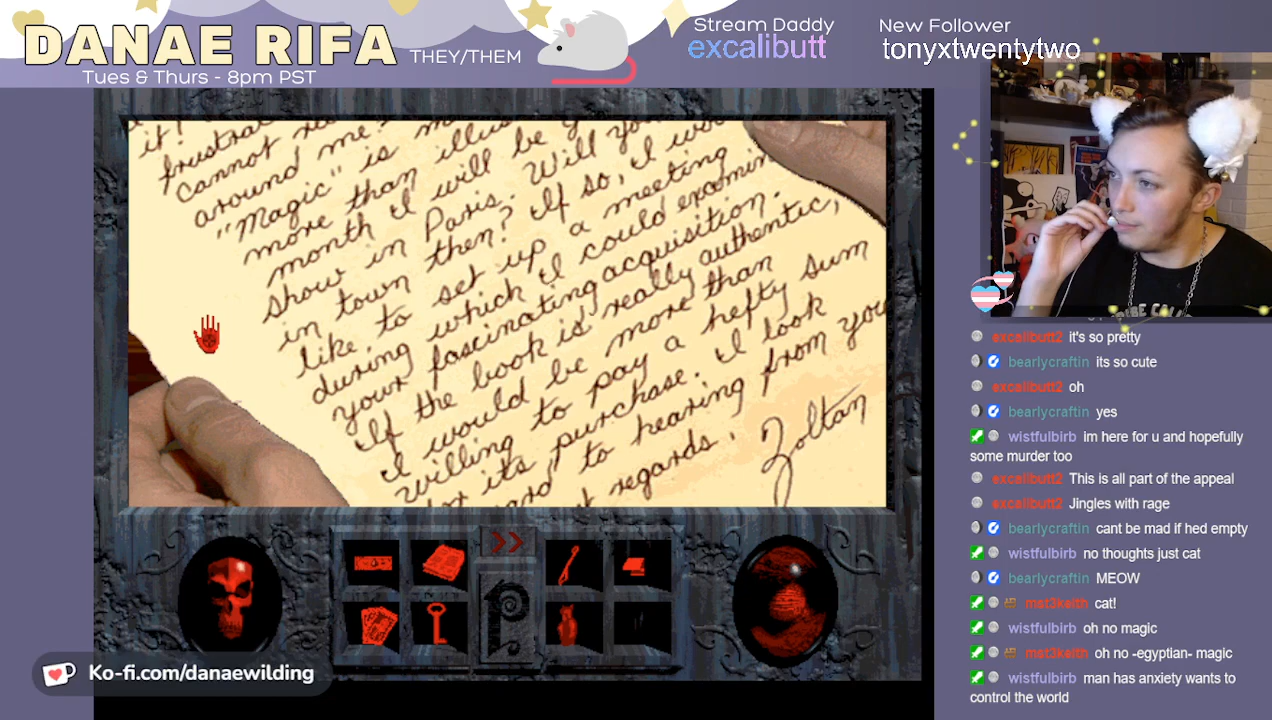 DANAE RIFA
THEY/THEM
Tues & Thurs - 8pm PST
Stream Daddy
excalibutt
New Follower
tonyxtwentytwo
it!
cannot
around me?
"Magic" is
more than
month I will be
show in Paris. Will you
in town then? If so, I
like to set up a meeting
during which I could
your fascinating acquisition.
If the book is really authentic,
I would be more than
willing to pay a hefty sum
its purchase. I look
to hearing from you
regards,
Zoltan
Ko-fi.com/danaewilding
excalibutt2 it's so pretty
bearlycraftin its so cute
excalibutt2 oh
bearlycraftin yes
wistfulbirb im here for u and hopefully
some murder too
excalibutt2 This is all part of the appeal
excalibutt2 Jingles with rage
bearlycraftin cant be mad if hed empty
wistfulbirb no thoughts just cat
bearlycraftin MEOW
mst3keith cat!
wistfulbirb oh no magic
mst3keith oh no -egyptian- magic
wistfulbirb man has anxiety wants to
control the world